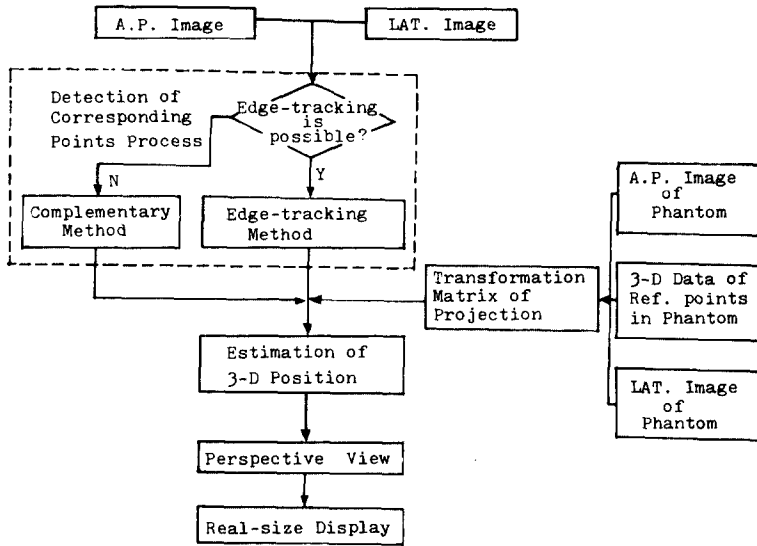 A.P. Image
LAT. Image
Detection of
Corresponding
Points Process
Edge-tracking
is
possible?
N
Y
Complementary
Method
Edge-tracking
Method
A.P. Image
of
Phantom
Transformation
Matrix of
Projection
3-D Data of
Ref. points
in Phantom
LAT. Image
of
Phantom
Estimation of
3-D Position
Perspective View
Real-size Display